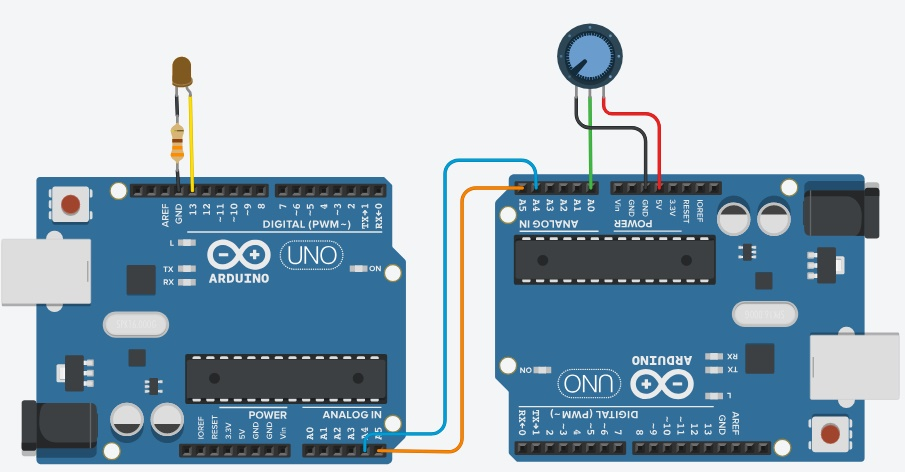 AREF
GND
13
12
~11
~10
~9
8
7
~6
~5
4
~3
2
TX→1
RX←0
DIGITAL (PWM~)
L
TX
RX
ARDUINO
UNO
ON
IOREF
RESET
3.3V
5V
GND
GND
Vin
POWER
A0
A1
A2
A3
A4
A5
ANALOG IN
A5
A4
A3
A2
A1
A0
ANALOG IN
Vin
GND
GND
5V
3.3V
RESET
IOREF
POWER
ON
UNO
ARDUINO
RX
TX
L
DIGITAL (PWM~)
RX←0
TX→1
2
~3
4
~5
~6
7
8
~9
~10
~11
12
13
GND
AREF